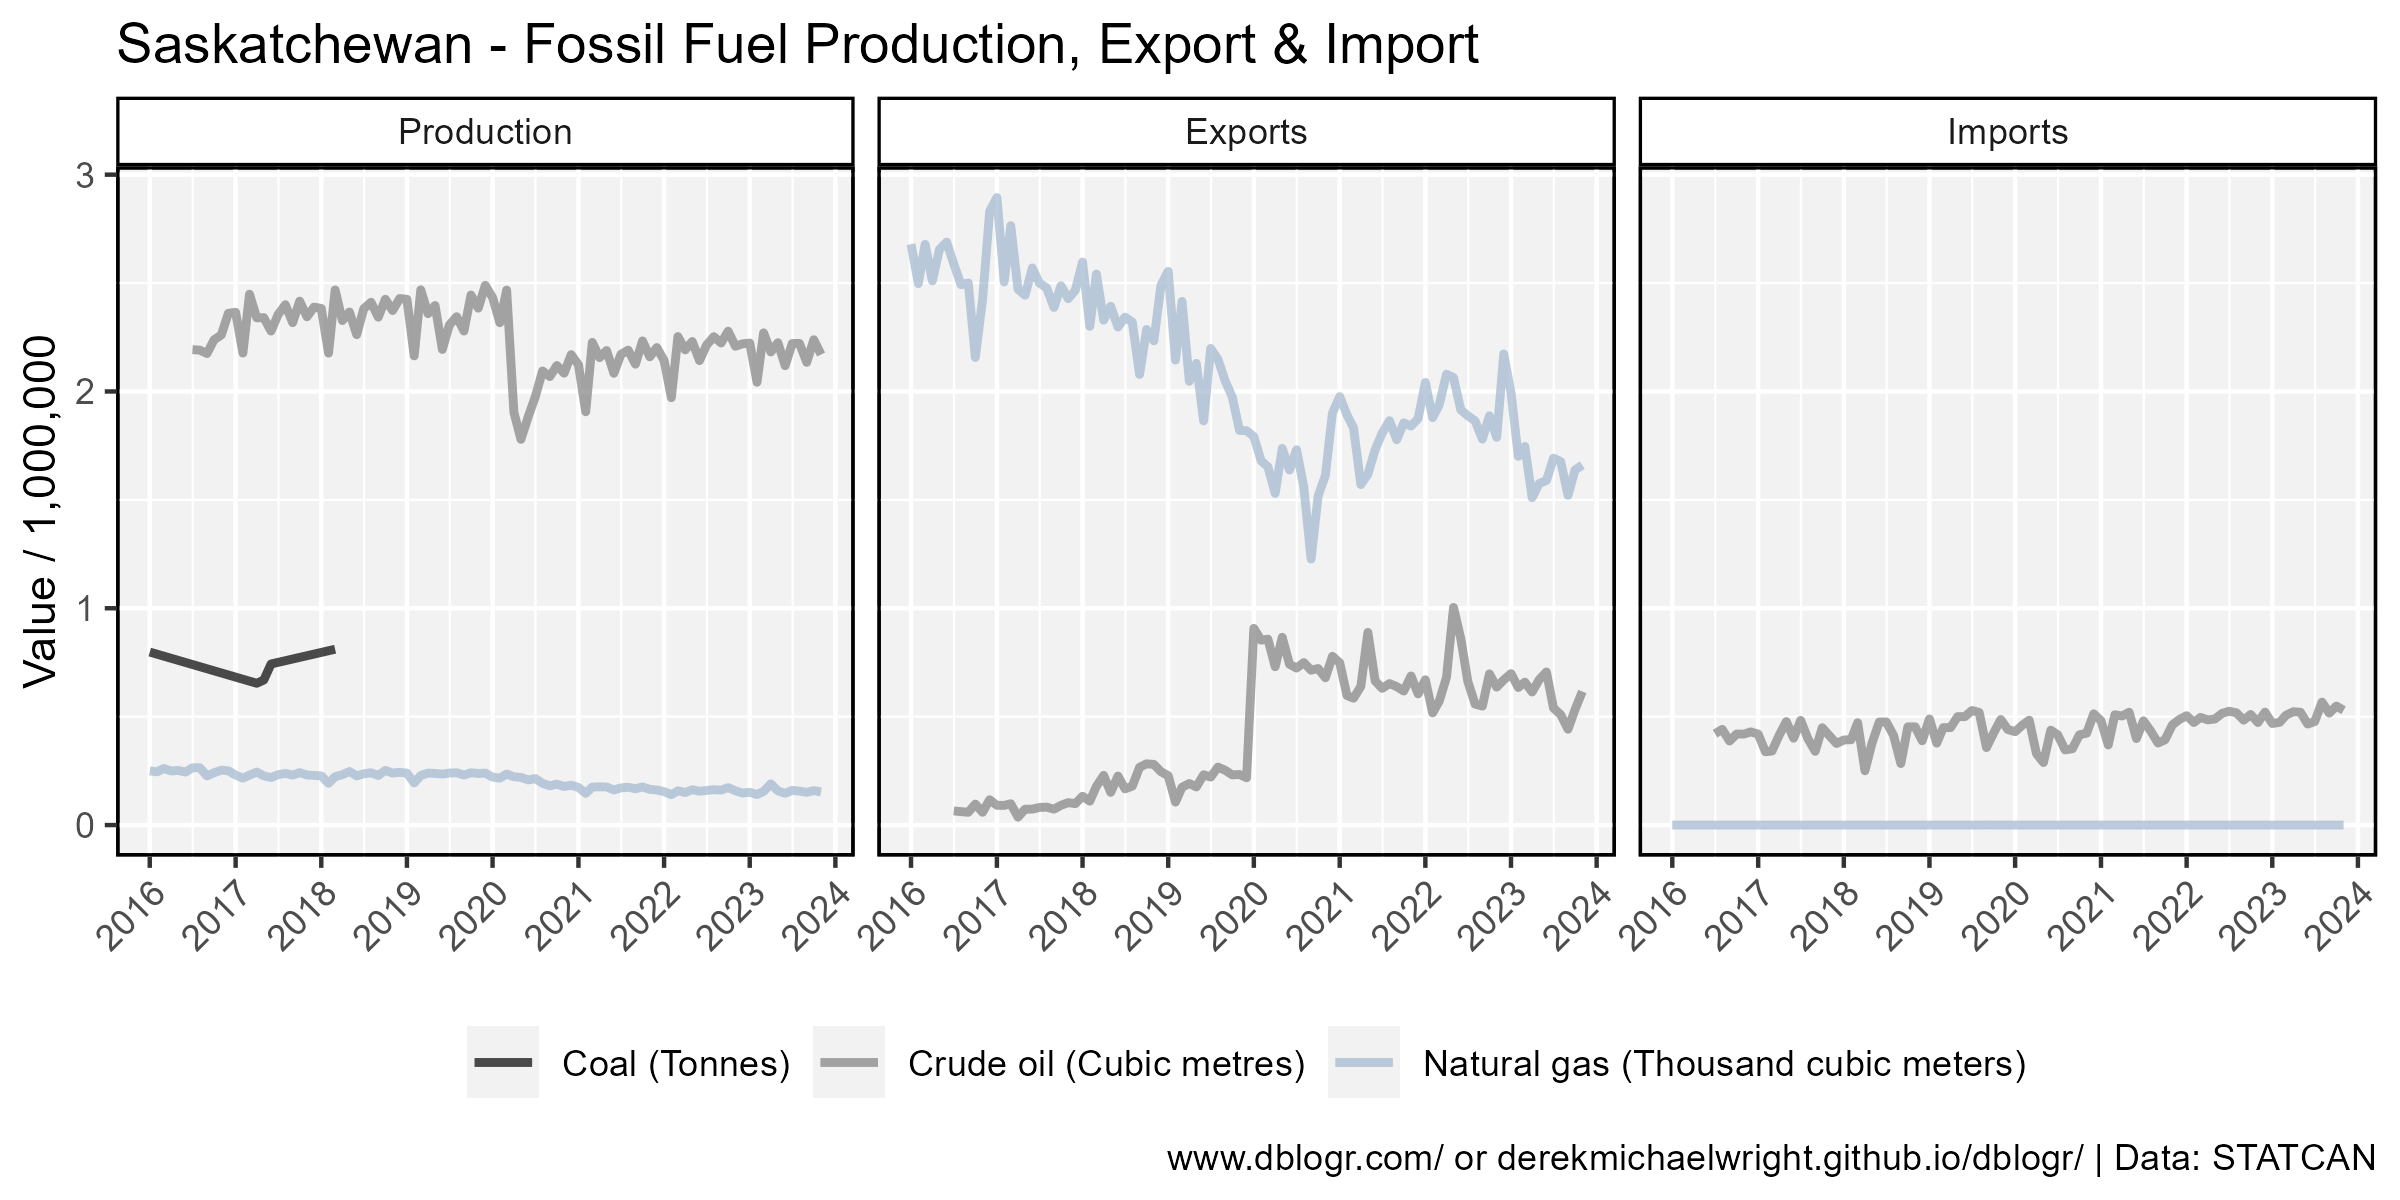 Saskatchewan - Fossil Fuel Production, Export & Import
Production
Exports
Imports
Value / 1,000,000
3
2
1
0
2016 2017 2018 2019 2020 2021 2022 2023 2024
2016 2017 2018 2019 2020 2021 2022 2023 2024
2016 2017 2018 2019 2020 2021 2022 2023 2024
Coal (Tonnes) Crude oil (Cubic metres) Natural gas (Thousand cubic meters)
www.dblogr.com/ or derekmichaelwright.github.io/dblogr/ | Data: STATCAN